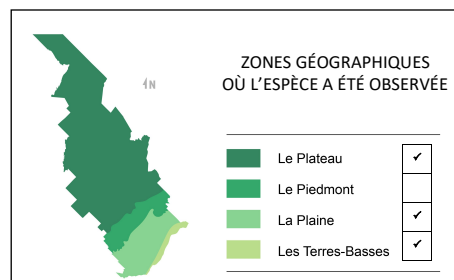 ZONES GÉOGRAPHIQUES
OÙ L’ESPÈCE A ÉTÉ OBSERVÉE
N
Le Plateau ✓
Le Piedmont
La Plaine ✓
Les Terres-Basses ✓